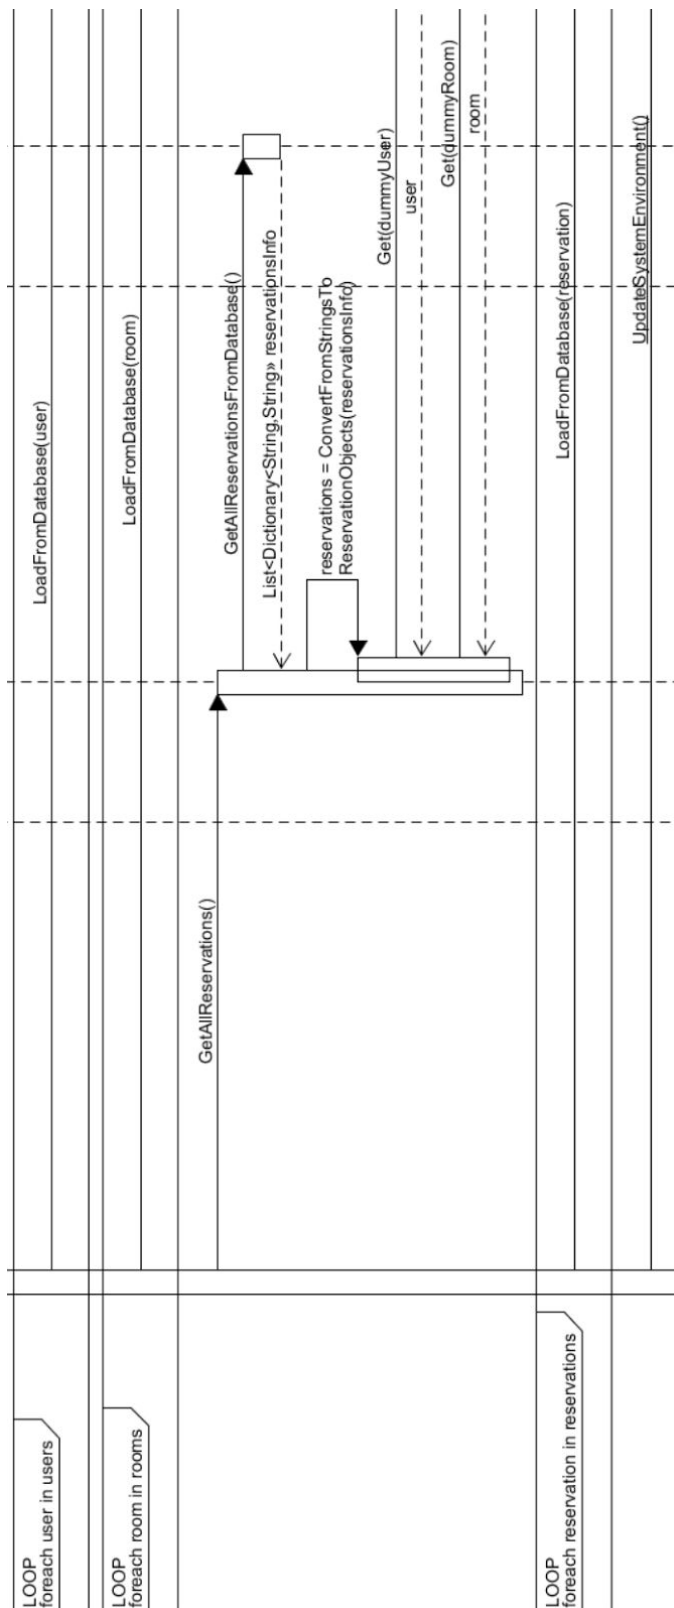 LOOP
foreach user in users
LoadFromDatabase(user)
LOOP
foreach room in rooms
LoadFromDatabase(room)
GetAllReservations()
GetAllReservationsFromDatabase()
List<Dictionary<String,String» reservationsInfo
reservations = ConvertFromStringsTo
ReservationObjects(reservationsInfo)
Get(dummyUser)
user
Get(dummyRoom)
room
LOOP
foreach reservation in reservations
LoadFromDatabase(reservation)
UpdateSystemEnvironment()